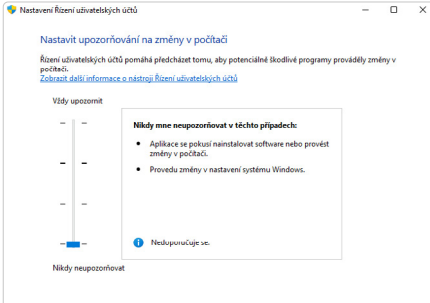 Nastavení Řízení uživatelských účtů
Nastavit upozorňování na změny v počítači
Řízení uživatelských účtů pomáhá předcházet tomu, aby potenciálně škodlivé programy prováděly změny v
počítači.
Zobrazit další informace o nástroji Řízení uživatelských účtů
Vždy upozornit
Nikdy mne neupozorňovat v těchto případech:
Aplikace se pokusí nainstalovat software nebo provést
změny v počítači.
Provedu změny v nastavení systému Windows.
Nedoporučuje se.
Nikdy neupozorňovat